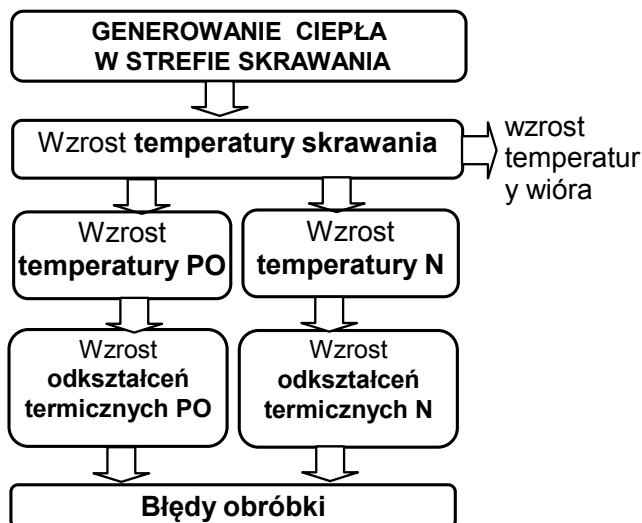 GENEROWANIE CIEPŁA
W STREFIE SKRAWANIA
Wzrost temperatury skrawania
wzrost
temperatur
y wióra
Wzrost
temperatury PO
Wzrost
temperatury N
Wzrost
odkształceń
termicznych PO
Wzrost
odkształceń
termicznych N
Błędy obróbki